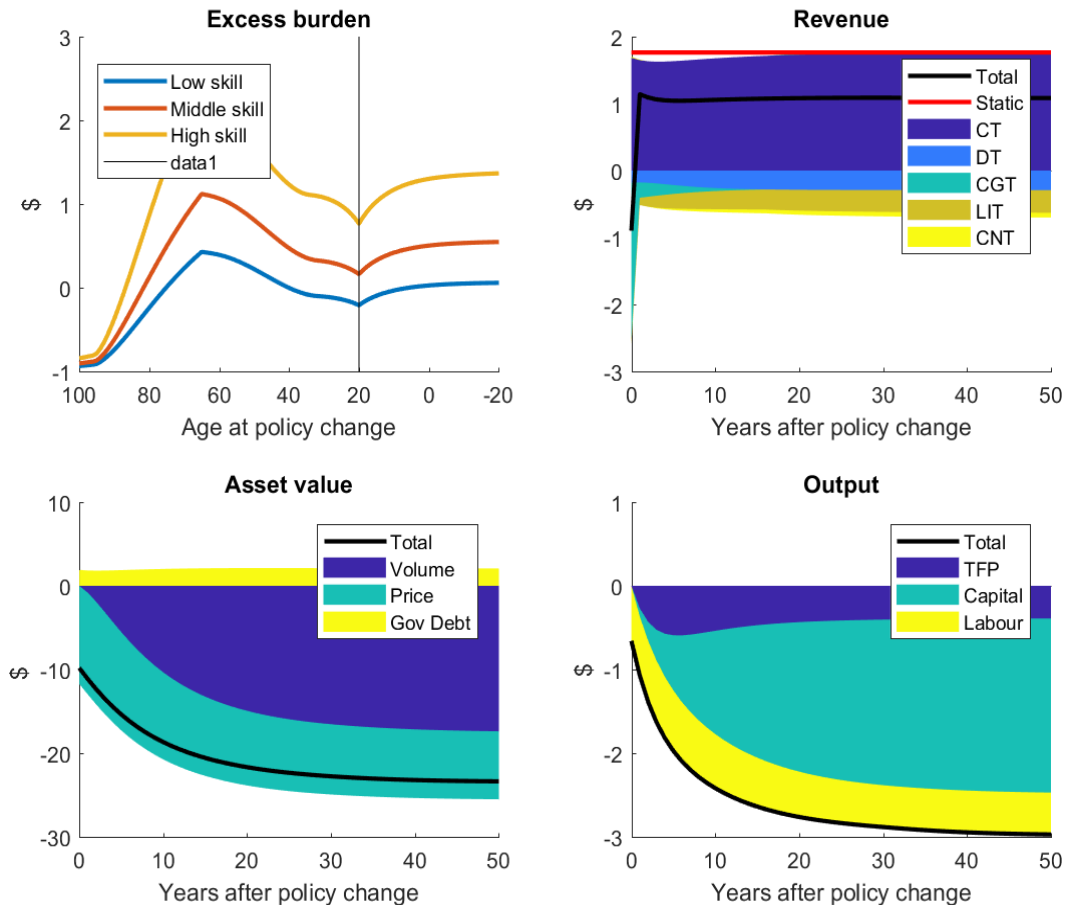 Excess burden
3
2
1
0
-1
$
Low skill
Middle skill
High skill
data1
100 80 60 40 20 0 -20
Age at policy change
Revenue
2
1
0
-1
-2
-3
$
Total
Static
CT
DT
CGT
LIT
CNT
0 10 20 30 40 50
Years after policy change
Asset value
10
0
-10
-20
-30
$
Total
Volume
Price
Gov Debt
0 10 20 30 40 50
Years after policy change
Output
1
0
-1
-2
-3
$
Total
TFP
Capital
Labour
0 10 20 30 40 50
Years after policy change